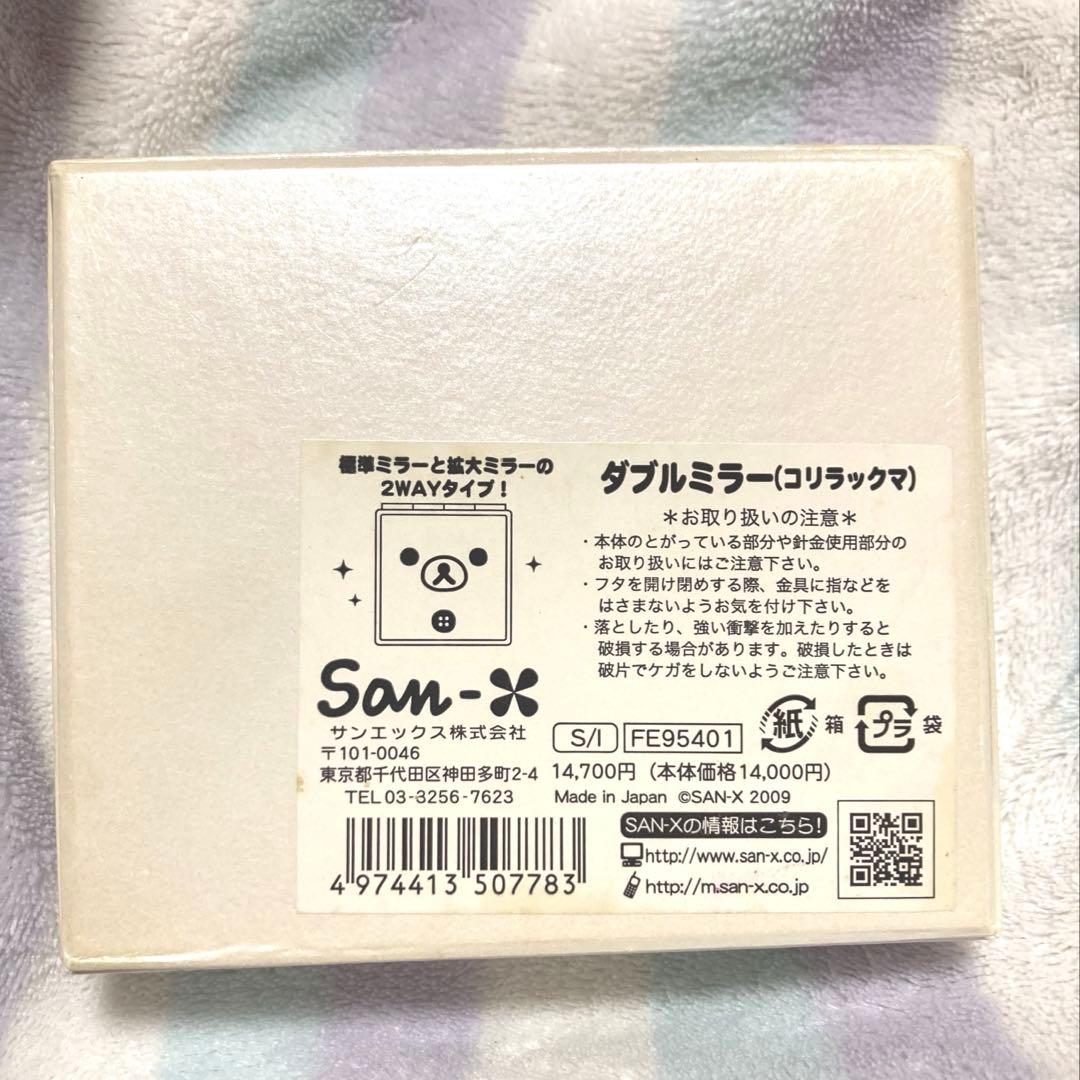 標準ミラーと拡大ミラーの
2WAYタイプ！
San-X
サンエックス株式会社
〒101-0046
東京都千代田区神田多町2-4
TEL 03-3256-7623
4 974413 507783
ダブルミラー(コリラックマ)
＊お取り扱いの注意＊
・本体のとがっている部分や針金使用部分の
お取り扱いにはご注意下さい。
・フタを開け閉めする際、金具に指などを
はさまないようお気を付け下さい。
・落としたり、強い衝撃を加えたりすると
破損する場合があります。破損したときは
破片でケガをしないようご注意下さい。
紙 箱 プラ 袋
S/I FE95401
14,700円（本体価格14,000円）
Made in Japan ©SAN-X 2009
SAN-Xの情報はこちら!
http://www.san-x.co.jp/
http://m.san-x.co.jp